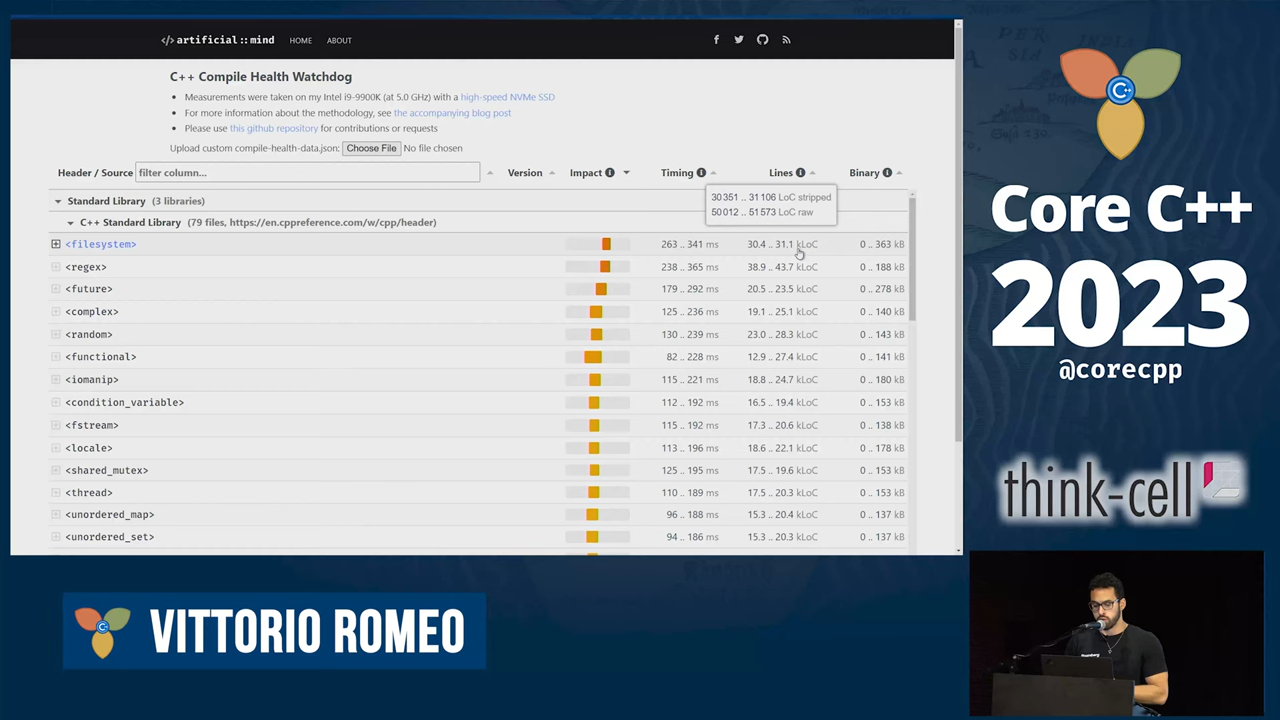 </> artificial::mind HOME ABOUT
C++ Compile Health Watchdog
• Measurements were taken on my Intel i9-9900K (at 5.0 GHz) with a high-speed NVMe SSD
• For more information about the methodology, see the accompanying blog post
• Please use this github repository for contributions or requests
Upload custom compile-health-data.json: Choose File No file chosen
Header / Source filter column... Version Impact Timing Lines Binary
30 351 .. 31 106 LoC stripped
50 012 .. 51 573 LoC raw
Standard Library (3 libraries)
C++ Standard Library (79 files, https://en.cppreference.com/w/cpp/header)
<filesystem> 263 .. 341 ms 30.4 .. 31.1 kLoC 0 .. 363 kB
<regex> 238 .. 365 ms 38.9 .. 43.7 kLoC 0 .. 188 kB
<future> 179 .. 292 ms 20.5 .. 23.5 kLoC 0 .. 278 kB
<complex> 125 .. 236 ms 19.1 .. 25.1 kLoC 0 .. 140 kB
<random> 130 .. 239 ms 23.0 .. 28.3 kLoC 0 .. 143 kB
<functional> 82 .. 228 ms 12.9 .. 27.4 kLoC 0 .. 141 kB
<iomanip> 115 .. 221 ms 18.8 .. 24.7 kLoC 0 .. 180 kB
<condition_variable> 112 .. 192 ms 16.5 .. 19.4 kLoC 0 .. 153 kB
<fstream> 115 .. 192 ms 17.3 .. 20.6 kLoC 0 .. 138 kB
<locale> 113 .. 196 ms 18.6 .. 22.1 kLoC 0 .. 178 kB
<shared_mutex> 125 .. 195 ms 17.5 .. 19.6 kLoC 0 .. 153 kB
<thread> 110 .. 189 ms 17.5 .. 20.3 kLoC 0 .. 153 kB
<unordered_map> 96 .. 188 ms 15.3 .. 20.4 kLoC 0 .. 137 kB
<unordered_set> 94 .. 186 ms 15.3 .. 20.3 kLoC 0 .. 137 kB
C++
Core C++
2023
@corecpp
think-cell
C++
VITTORIO ROMEO